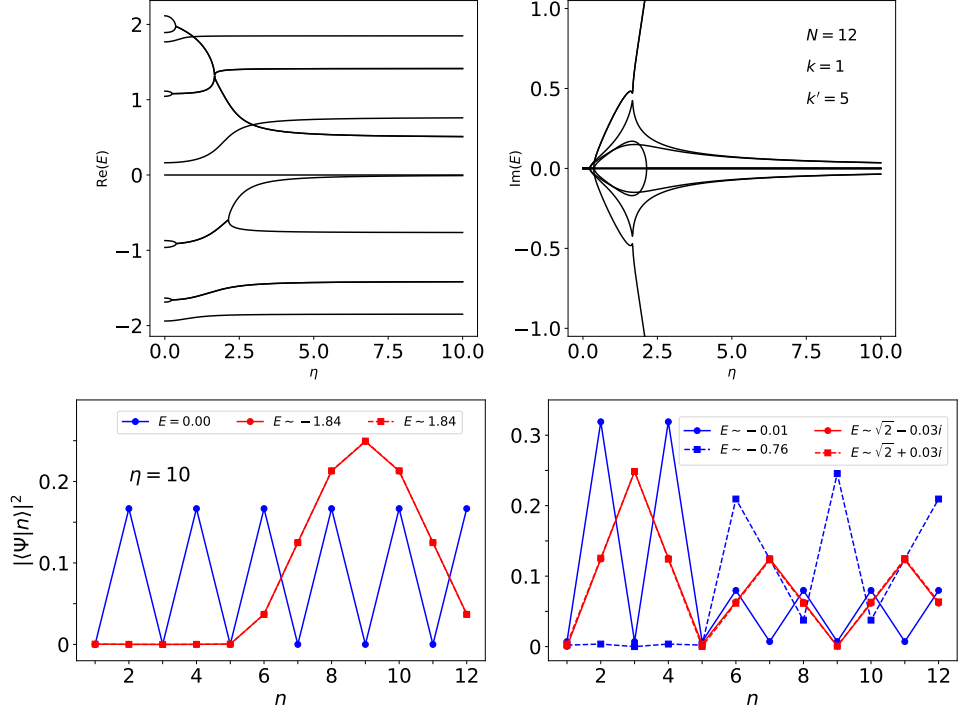 Re(E)
2
1
0
−1
−2
0.0 2.5 5.0 7.5 10.0
η
Im(E)
1.0
0.5
0.0
−0.5
−1.0
0.0 2.5 5.0 7.5 10.0
η
N = 12
k = 1
k′ = 5
|⟨Ψ|n⟩|²
0.2
0.1
0
E = 0.00 E ∼ −1.84 E ∼ 1.84
η = 10
2 4 6 8 10 12
n
0.3
0.2
0.1
0
E ∼ −0.01 E ∼ √2 − 0.03i
E ∼ −0.76 E ∼ √2 + 0.03i
2 4 6 8 10 12
n